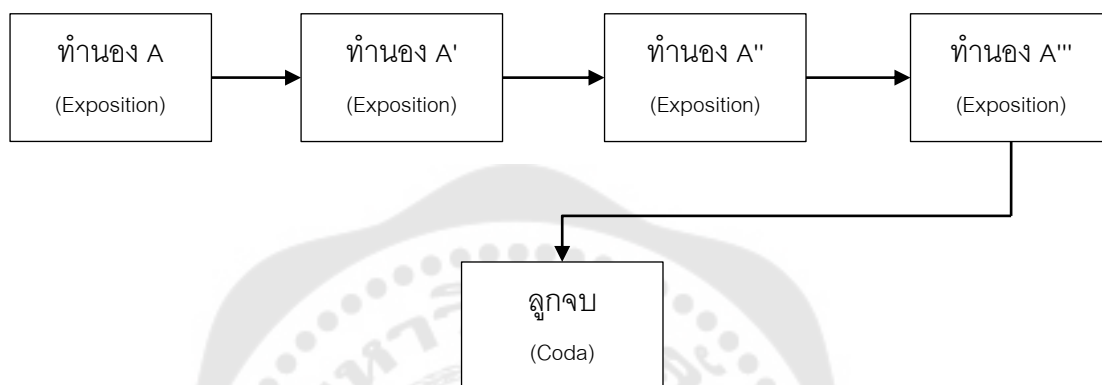 ทำนอง A
(Exposition)
ทำนอง A'
(Exposition)
ทำนอง A''
(Exposition)
ทำนอง A'''
(Exposition)
ลูกจบ
(Coda)